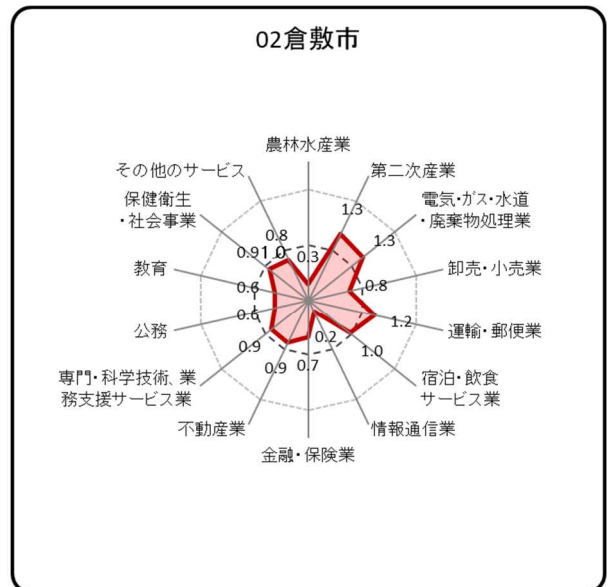 02倉敷市
農林水産業
第二次産業
電気・ガス・水道
・廃棄物処理業
卸売・小売業
運輸・郵便業
宿泊・飲食
サービス業
情報通信業
金融・保険業
不動産業
専門・科学技術、業
務支援サービス業
公務
教育
保健衛生
・社会事業
その他のサービス
0.3
1.3
1.3
0.8
1.2
1.0
0.2
0.7
0.9
0.9
0.6
0.6
0.9
0.8
1.0